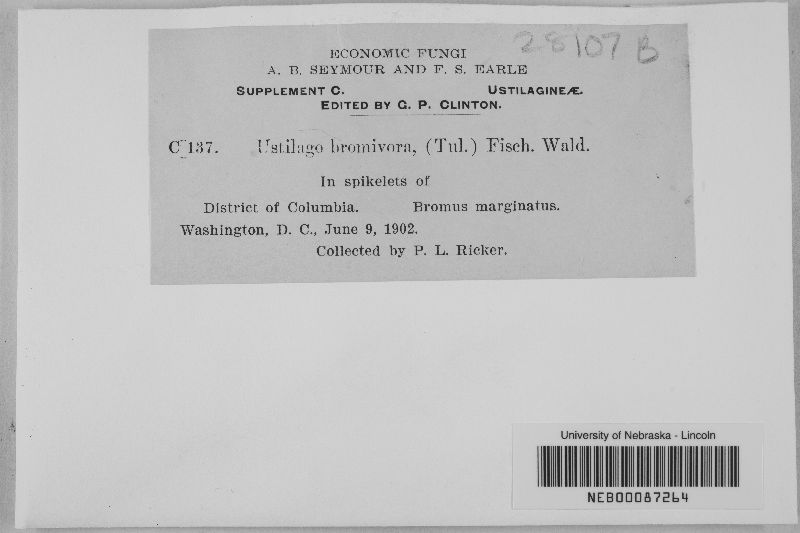 28107 B
ECONOMIC FUNGI
A. B. SEYMOUR AND F. S. EARLE
SUPPLEMENT C. USTILAGINEÆ.
EDITED BY G. P. CLINTON.
C 137. Ustilago bromivora, (Tul.) Fisch. Wald.
In spikelets of
District of Columbia. Bromus marginatus.
Washington, D. C., June 9, 1902.
Collected by P. L. Ricker.
University of Nebraska - Lincoln
NEB00087264